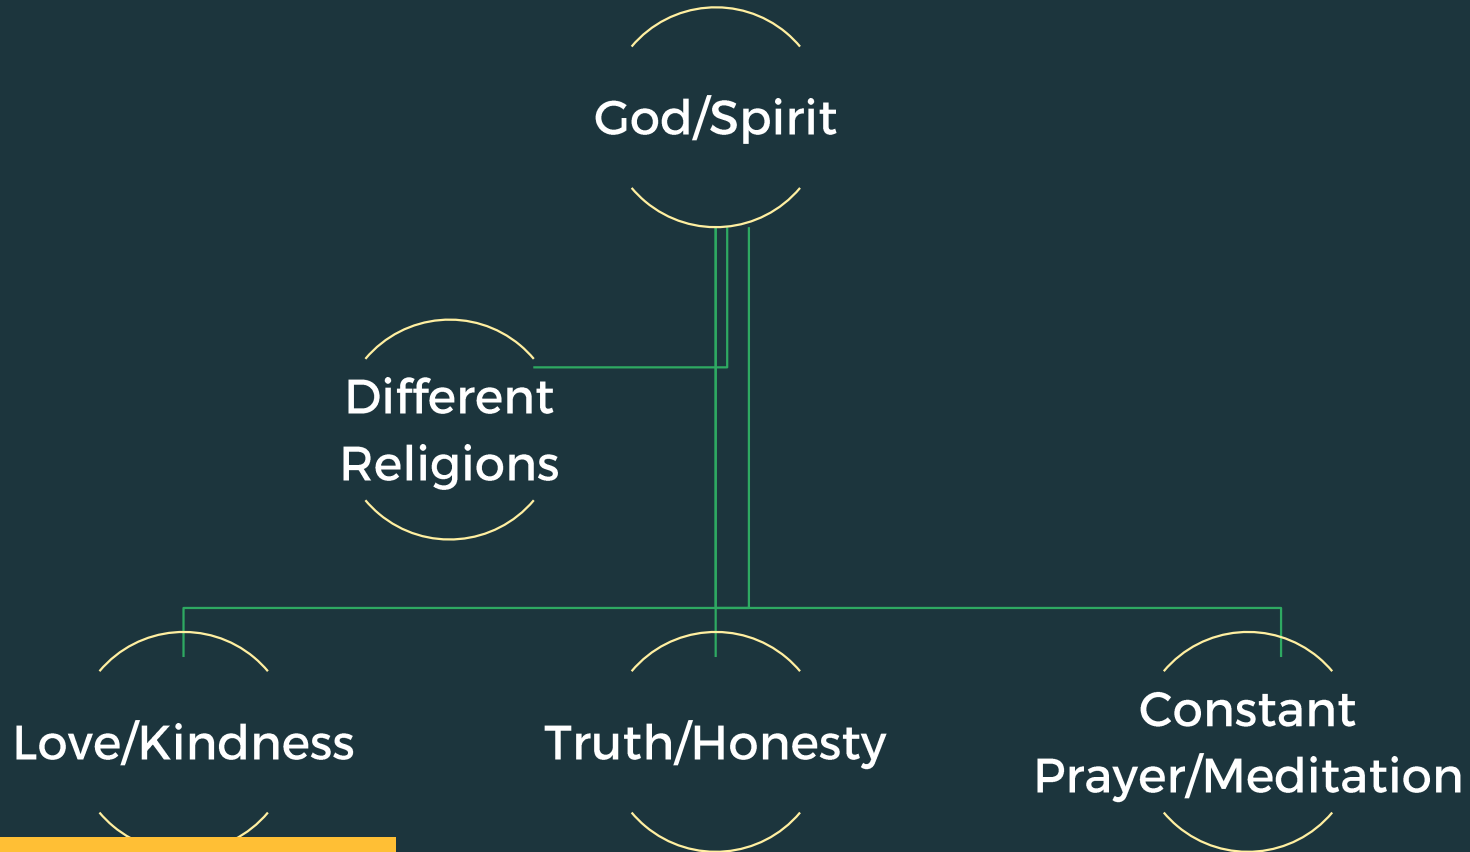 God/Spirit
Different
Religions
Love/Kindness
Truth/Honesty
Constant
Prayer/Meditation